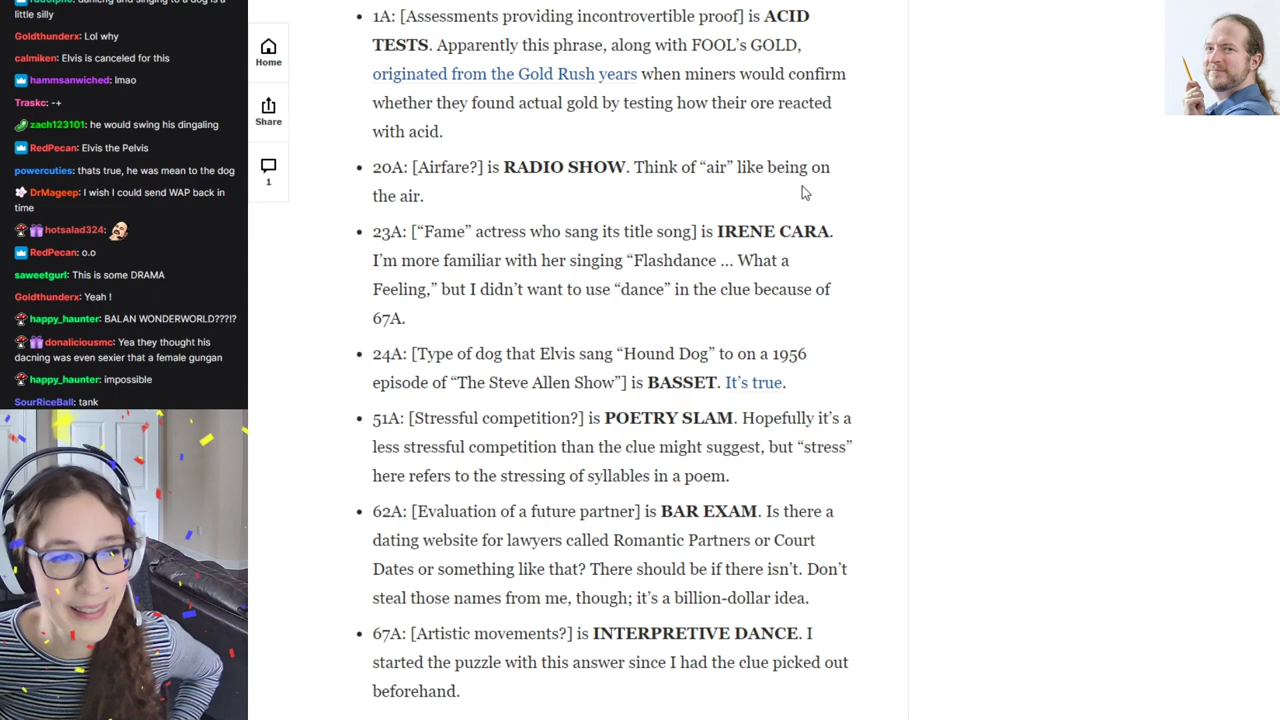 radolphe: dancing and singing to a dog is a
little silly
Goldthunderx: Lol why
calmiken: Elvis is canceled for this
hammsanwiched: lmao
Traskc: -+
zach123101: he would swing his dingaling
RedPecan: Elvis the Pelvis
powercuties: thats true, he was mean to the dog
DrMageep: I wish I could send WAP back in
time
hotsalad324:
RedPecan: o.o
saweetgurl: This is some DRAMA
Goldthunderx: Yeah !
happy_haunter: BALAN WONDERWORLD???!?
donaliciousmc: Yea they thought his
dacning was even sexier that a female gungan
happy_haunter: impossible
SourRiceBall: tank
Home
Share
1
• 1A: [Assessments providing incontrovertible proof] is ACID
TESTS. Apparently this phrase, along with FOOL’s GOLD,
originated from the Gold Rush years when miners would confirm
whether they found actual gold by testing how their ore reacted
with acid.
• 20A: [Airfare?] is RADIO SHOW. Think of “air” like being on
the air.
• 23A: [“Fame” actress who sang its title song] is IRENE CARA.
I’m more familiar with her singing “Flashdance ... What a
Feeling,” but I didn’t want to use “dance” in the clue because of
67A.
• 24A: [Type of dog that Elvis sang “Hound Dog” to on a 1956
episode of “The Steve Allen Show”] is BASSET. It’s true.
• 51A: [Stressful competition?] is POETRY SLAM. Hopefully it’s a
less stressful competition than the clue might suggest, but “stress”
here refers to the stressing of syllables in a poem.
• 62A: [Evaluation of a future partner] is BAR EXAM. Is there a
dating website for lawyers called Romantic Partners or Court
Dates or something like that? There should be if there isn’t. Don’t
steal those names from me, though; it’s a billion-dollar idea.
• 67A: [Artistic movements?] is INTERPRETIVE DANCE. I
started the puzzle with this answer since I had the clue picked out
beforehand.